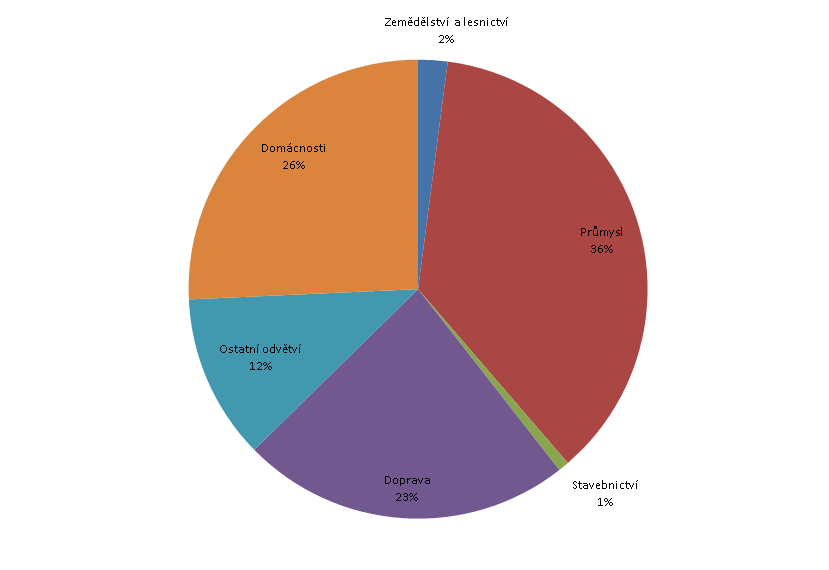 Zemědělství a lesnictví
2%
Domácnosti
26%
Průmysl
36%
Ostatní odvětví
12%
Doprava
23%
Stavebnictví
1%